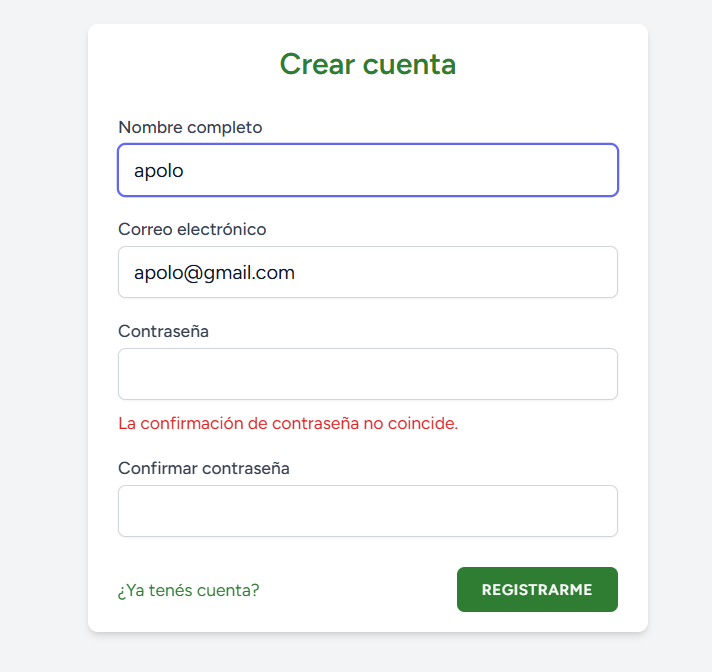 Crear cuenta
Nombre completo
apolo
Correo electrónico
apolo@gmail.com
Contraseña
La confirmación de contraseña no coincide.
Confirmar contraseña
¿Ya tenés cuenta? REGISTRARME